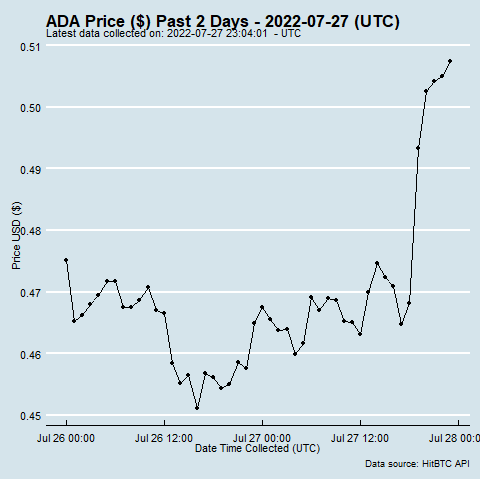 ADA Price ($) Past 2 Days - 2022-07-27 (UTC)
Latest data collected on: 2022-07-27 23:04:01  - UTC
0.51
0.50
0.49
0.48
0.47
0.46
0.45
Price USD ($)
Jul 26 00:00
Jul 26 12:00
Jul 27 00:00
Jul 27 12:00
Jul 28 00:00
Date Time Collected (UTC)
Data source: HitBTC API